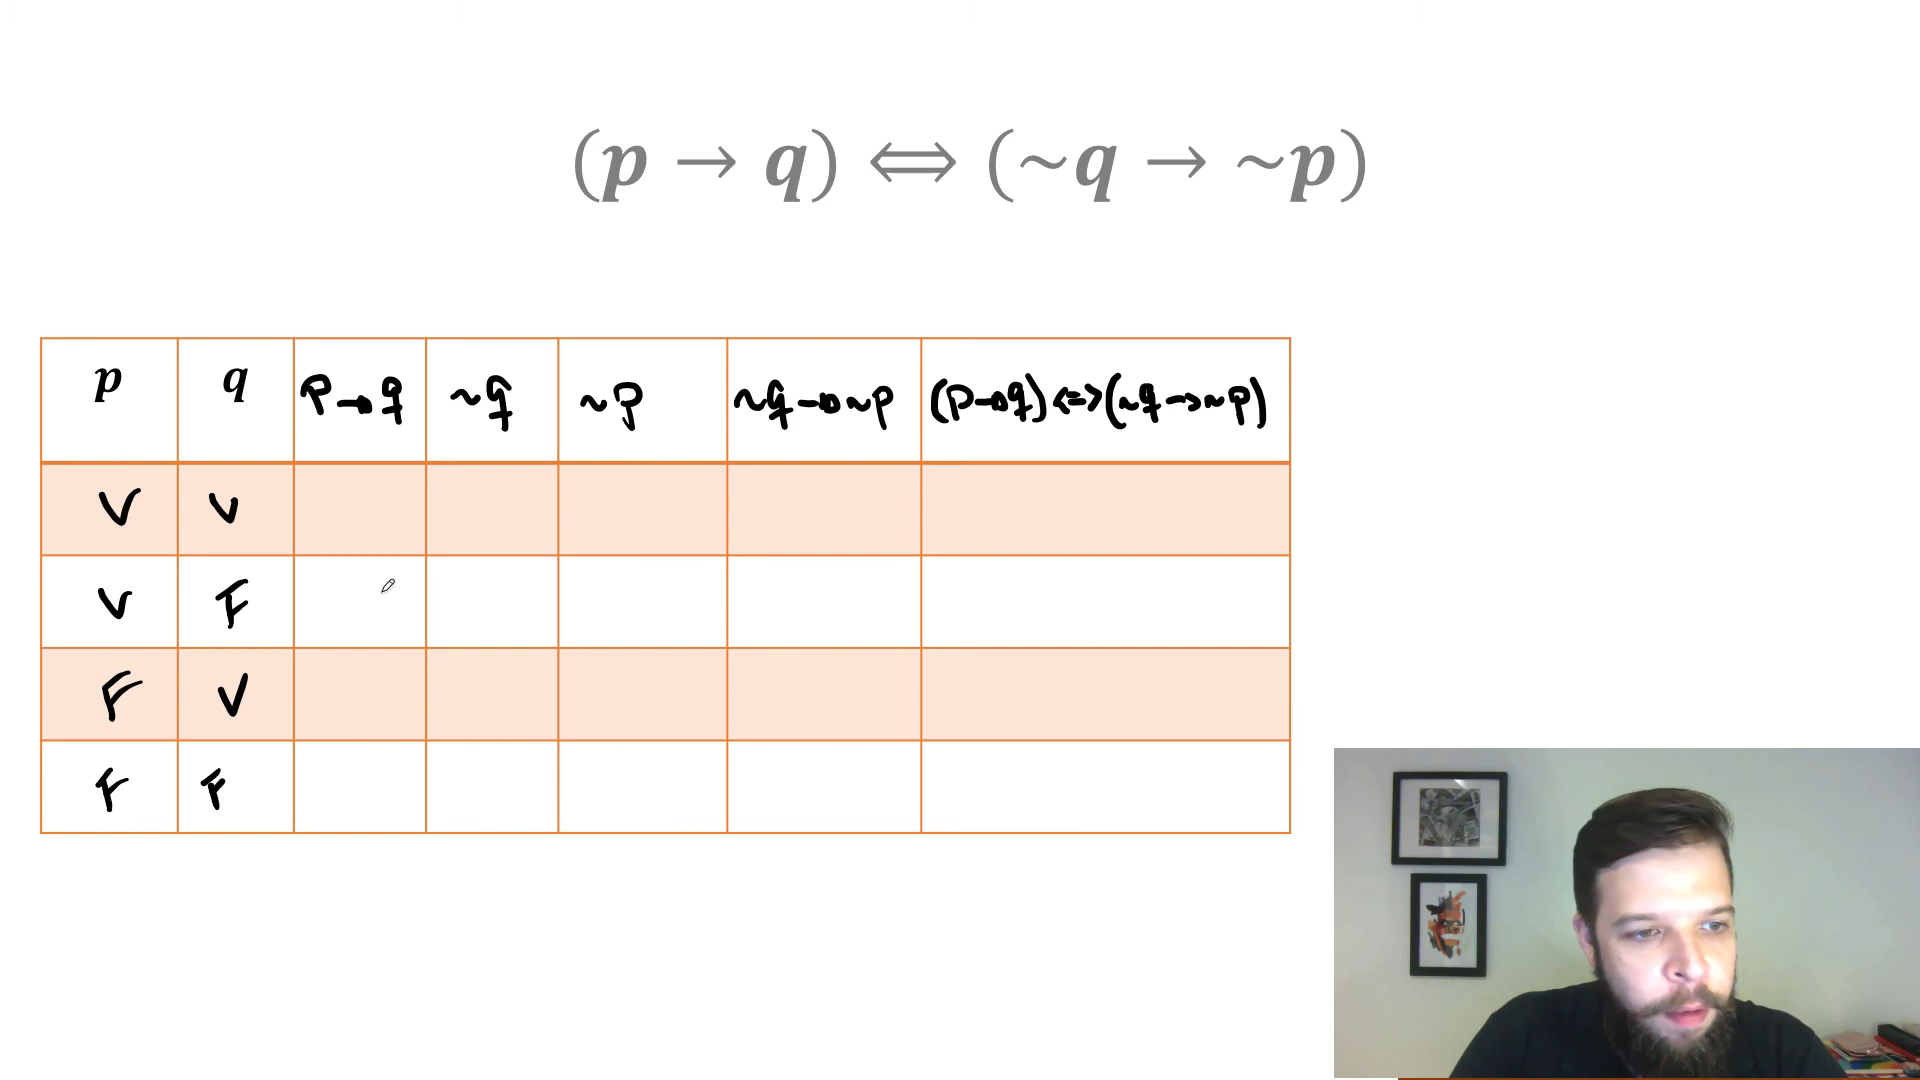 (p → q) ⟺ (~q → ~p)
p q p→q ~q ~p ~q→~p (p→q)<=>(~q→~p)
V V
V F
F V
F F